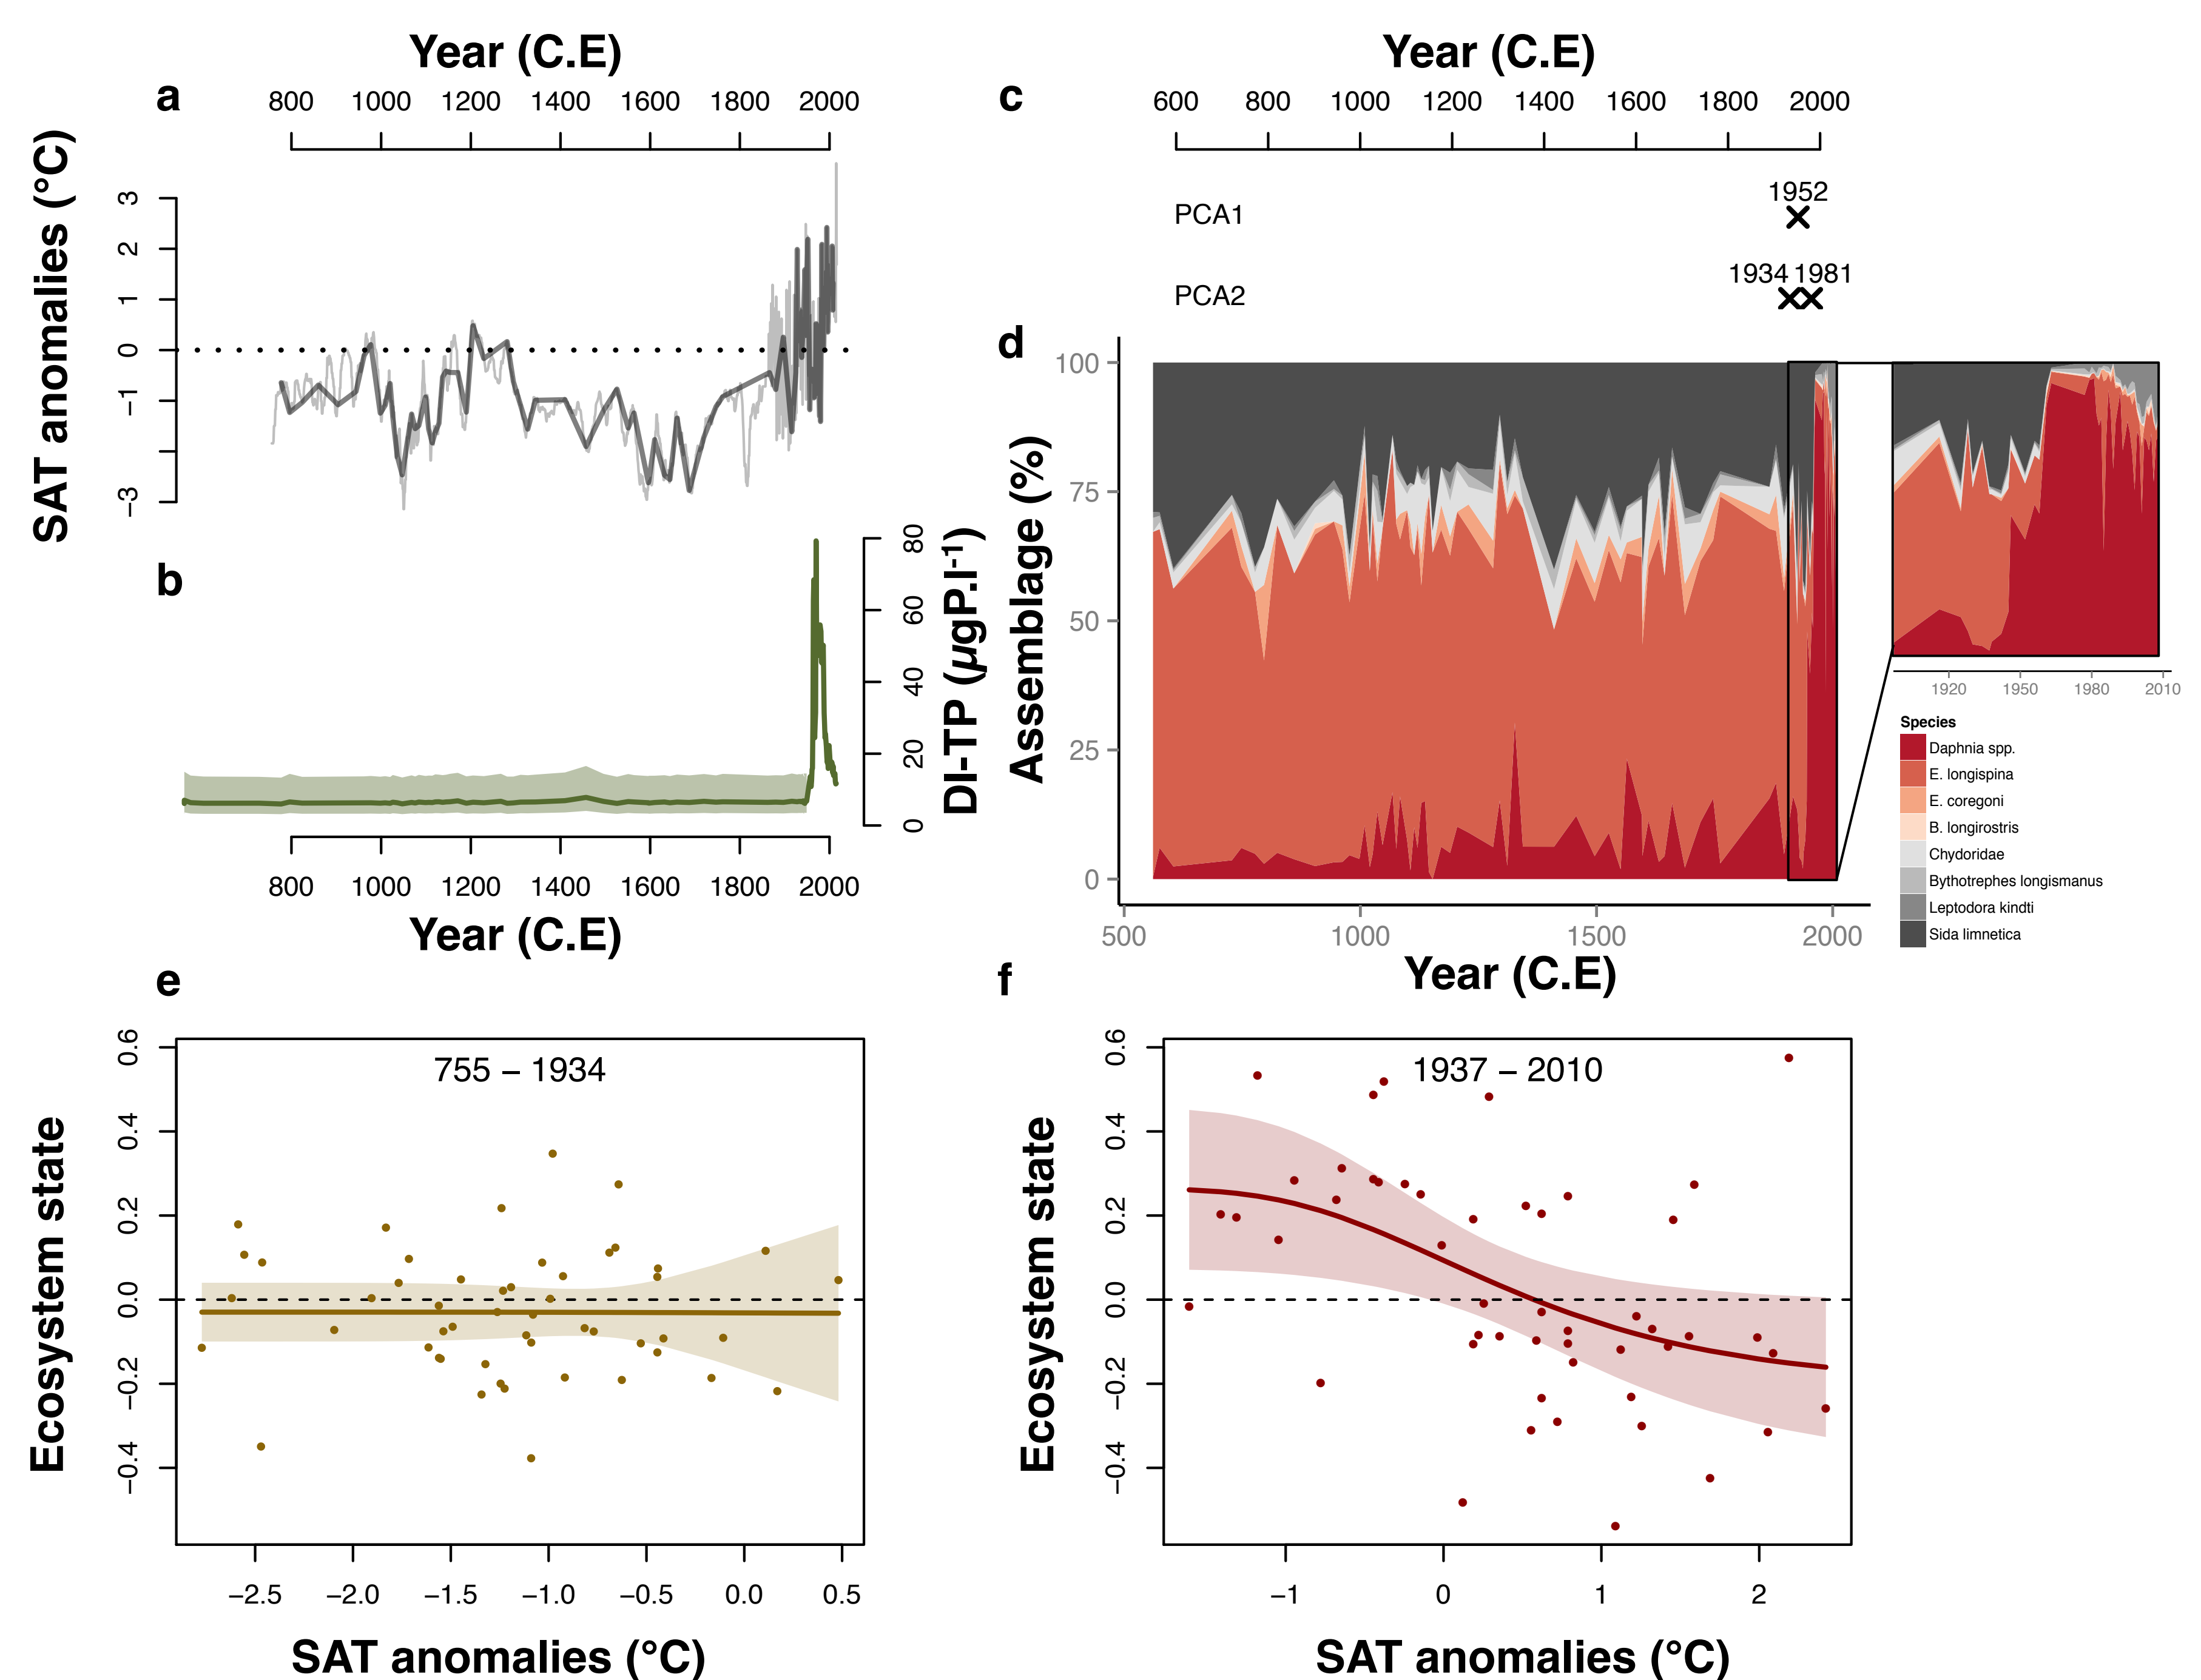 Year (C.E)
a
800 1000 1200 1400 1600 1800 2000
SAT anomalies (°C)
3
2
1
0
−1
−3
b
80
60
40
20
0
DI-TP (µgP.l-1)
800 1000 1200 1400 1600 1800 2000
Year (C.E)
Year (C.E)
c
600 800 1000 1200 1400 1600 1800 2000
1952
PCA1
1934 1981
PCA2
d
100
75
50
25
0
Assemblage (%)
500 1000 1500 2000
Year (C.E)
1920 1950 1980 2010
Species
Daphnia spp.
E. longispina
E. coregoni
B. longirostris
Chydoridae
Bythotrephes longismanus
Leptodora kindti
Sida limnetica
e
755 − 1934
Ecosystem state
0.6
0.4
0.2
0.0
−0.2
−0.4
−2.5 −2.0 −1.5 −1.0 −0.5 0.0 0.5
SAT anomalies (°C)
f
1937 − 2010
Ecosystem state
0.6
0.4
0.2
0.0
−0.2
−0.4
−1 0 1 2
SAT anomalies (°C)